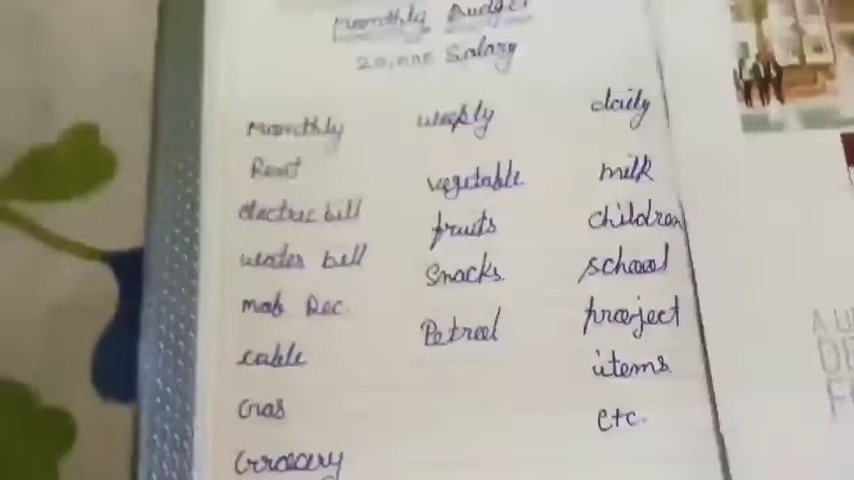 Monthly Budget
20,000 Salary
Monthly weekly daily
Rent vegetable milk
electric bill fruits children
water bill Snacks school
mob Rec. Petrol project
cable items
Gas etc.
Grocery